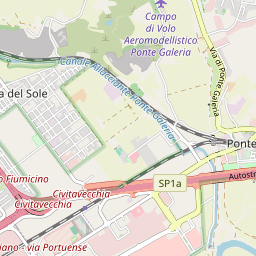 Campo
di Volo
Aeromodellistico
Ponte Galeria
Via di Ponte
Galeria
Canale Allacciante Ponte Galeria
a del Sole
Ponte
o Fiumicino
Civitavecchia
Civitavecchia
SP1a
Autostr
gnano - via Portuense